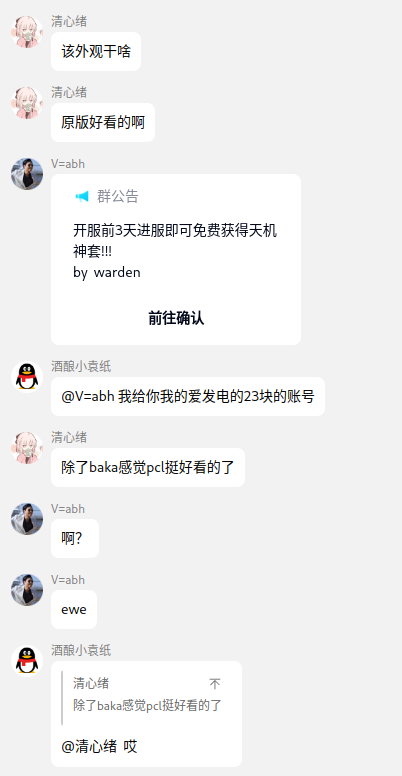 清心绪
该外观干啥
清心绪
原版好看的啊
V=abh
群公告
开服前3天进服即可免费获得天机
神套!!!
by warden
前往确认
酒酿小袁纸
@V=abh 我给你我的爱发电的23块的账号
清心绪
除了baka感觉pcl挺好看的了
V=abh
啊?
V=abh
ewe
酒酿小袁纸
清心绪
除了baka感觉pcl挺好看的了
@清心绪 哎